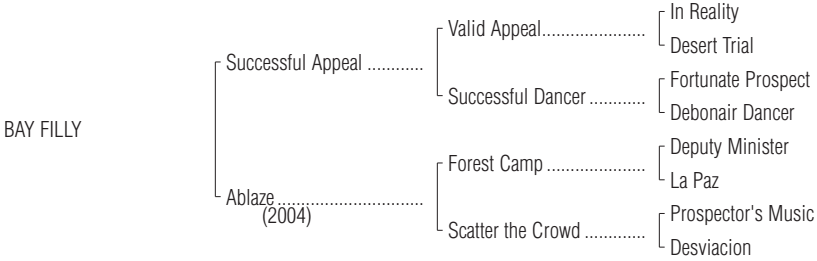 In Reality
Valid Appeal......................
Desert Trial
Successful Appeal ............
Fortunate Prospect
Successful Dancer ............
Debonair Dancer
BAY FILLY
Deputy Minister
Forest Camp .....................
La Paz
Ablaze ...............................
(2004)
Prospector's Music
Scatter the Crowd .............
Desviacion